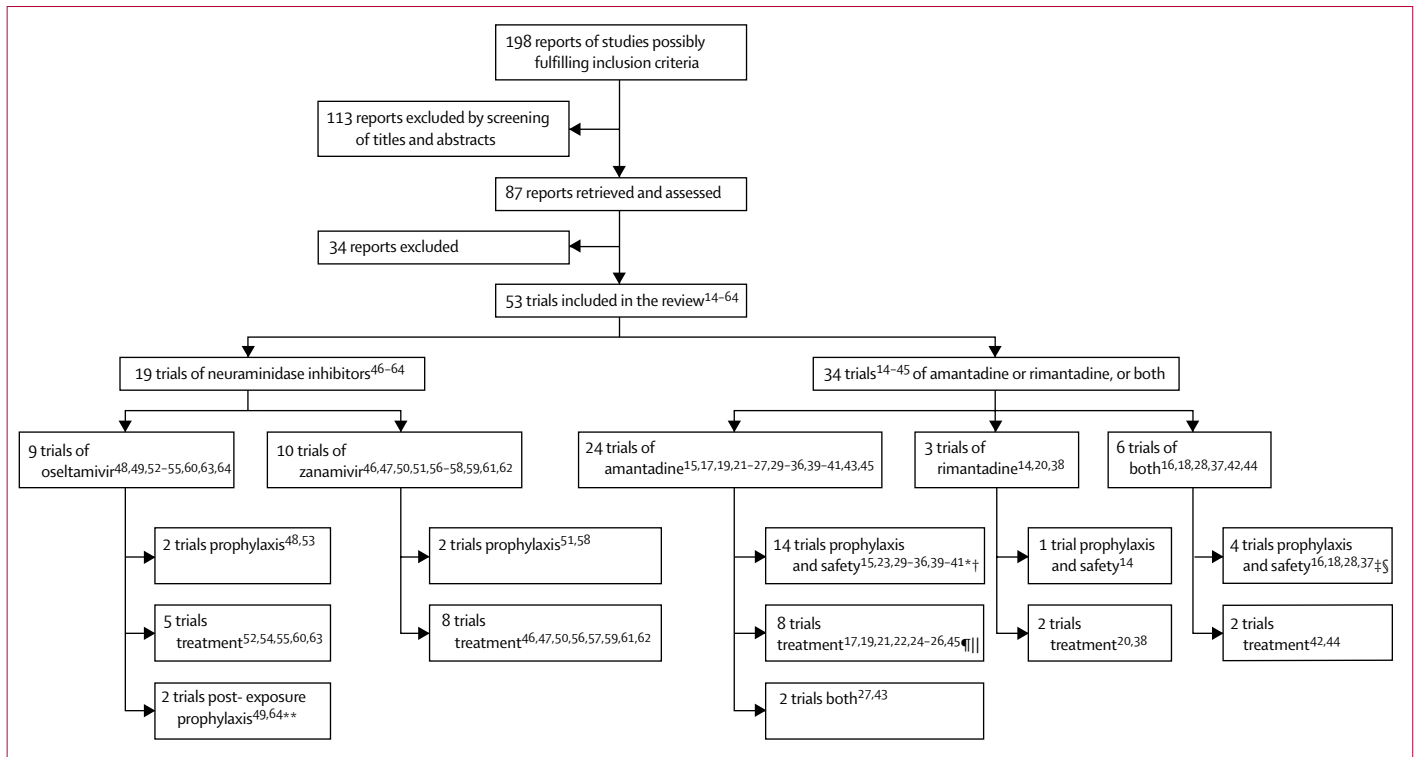 198 reports of studies possibly
fulfilling inclusion criteria
113 reports excluded by screening
of titles and abstracts
87 reports retrieved and assessed
34 reports excluded
53 trials included in the review14–64
19 trials of neuraminidase inhibitors46–64
34 trials14–45 of amantadine or rimantadine, or both
9 trials of
oseltamivir48,49,52–55,60,63,64
10 trials of
zanamivir46,47,50,51,56–58,59,61,62
24 trials of
amantadine15,17,19,21–27,29–36,39–41,43,45
3 trials of
rimantadine14,20,38
6 trials of
both16,18,28,37,42,44
2 trials prophylaxis48,53
2 trials prophylaxis51,58
14 trials prophylaxis
and safety15,23,29–36,39–41*†
1 trial prophylaxis
and safety14
4 trials prophylaxis
and safety16,18,28,37‡§
5 trials
treatment52,54,55,60,63
8 trials
treatment46,47,50,56,57,59,61,62
8 trials
treatment17,19,21,22,24–26,45¶||
2 trials
treatment20,38
2 trials
treatment42,44
2 trials post- exposure
prophylaxis49,64**
2 trials both27,43